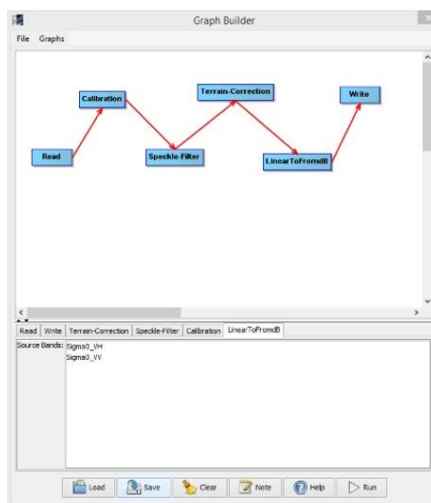 Graph Builder
File Graphs
Terrain-Correction
Write
Calibration
Read
Speckle-Filter
LinearToFromdB
Read Write Terrain-Correction Speckle-Filter Calibration LinearToFromdB
Source Bands: Sigma0_VH
Sigma0_VV
Load Save Clear Note Help Run